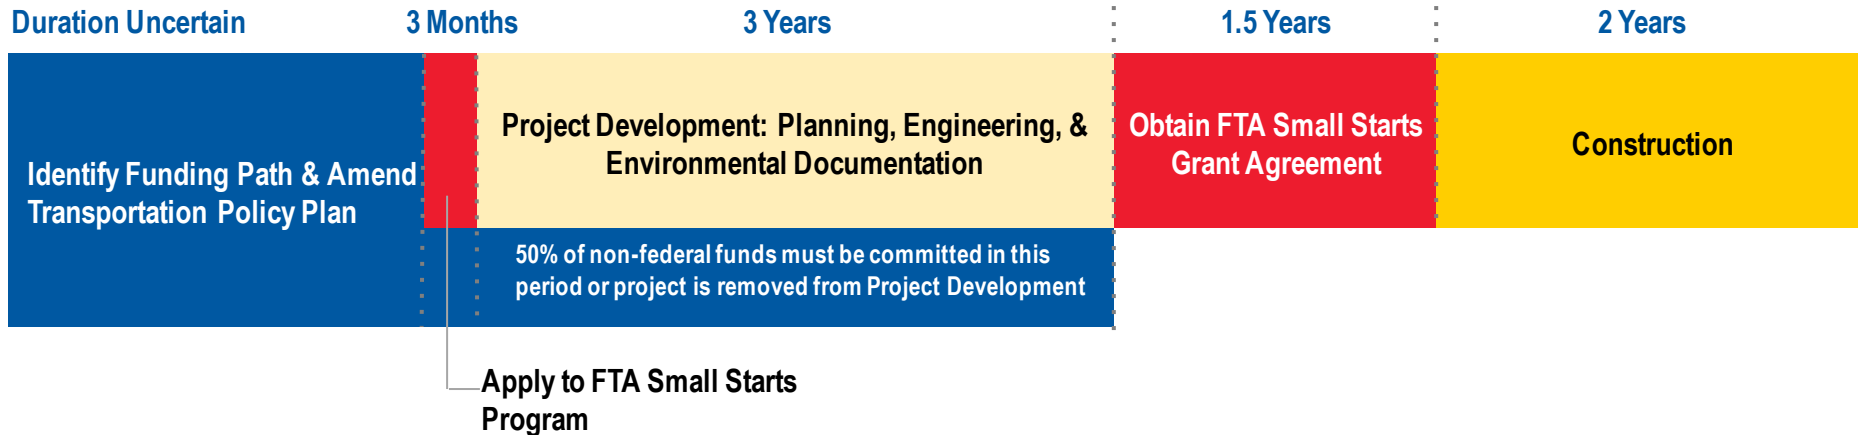 Duration Uncertain
3 Months
3 Years
1.5 Years
2 Years
Identify Funding Path & Amend
Transportation Policy Plan
Project Development: Planning, Engineering, &
Environmental Documentation
Obtain FTA Small Starts
Grant Agreement
Construction
50% of non-federal funds must be committed in this
period or project is removed from Project Development
Apply to FTA Small Starts
Program